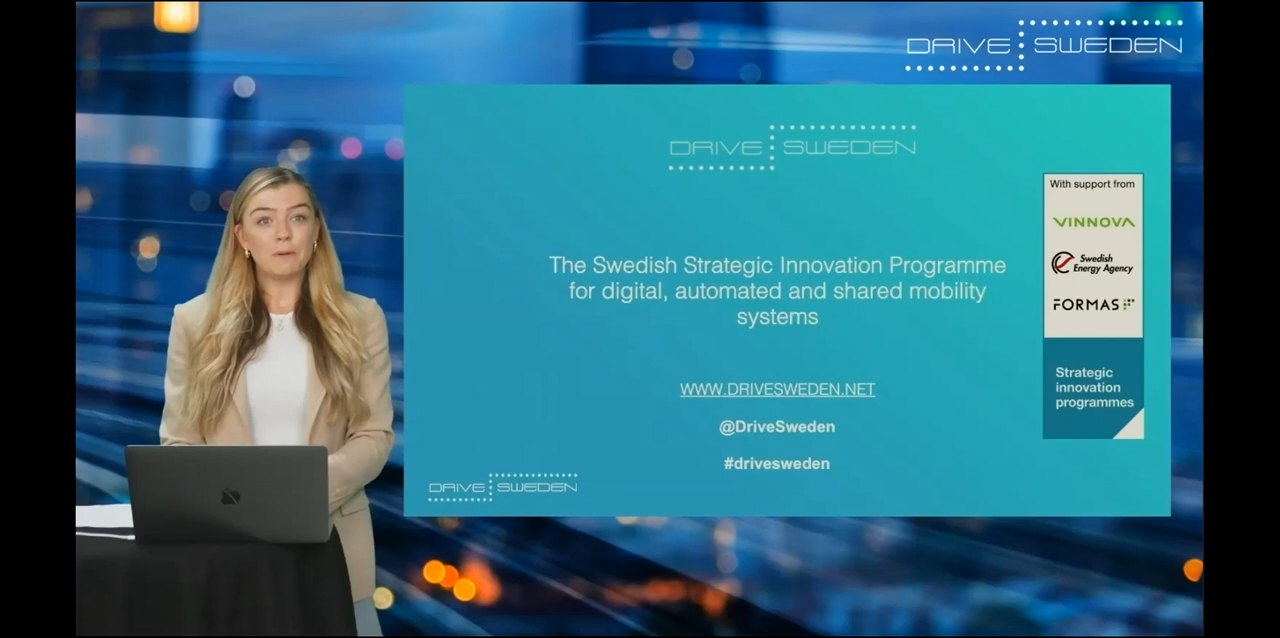 DRIVE SWEDEN
DRIVE SWEDEN
With support from
VINNOVA
Swedish
Energy Agency
FORMAS
The Swedish Strategic Innovation Programme
for digital, automated and shared mobility
systems
Strategic
innovation
programmes
WWW.DRIVESWEDEN.NET
@DriveSweden
#drivesweden
DRIVE SWEDEN